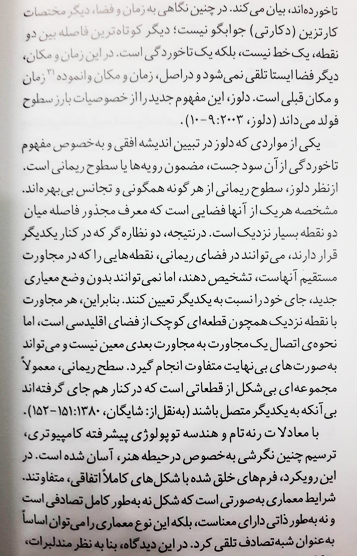 تاخورده‌اند، بیان می‌کند. در چنین نگاهی به زمان و فضا، دیگر مختصات
کارتزین (دکارتی) جوابگو نیست؛ دیگر کوتاه‌ترین فاصله بین دو
نقطه، یک خط نیست، بلکه یک تاخوردگی است. در این زمان و مکان،
دیگر فضا ایستا تلقی نمی‌شود و دراصل، زمان و مکان وانموده زمان
و مکان قبلی است. دلوز، این مفهوم جدید را از خصوصیات بارز سطوح
فولد می‌داند (دلوز، ۲۰۰۳: ۹-۱۰).
یکی از مواردی که دلوز در تبیین اندیشه افقی و به‌خصوص مفهوم
تاخوردگی از آن سود جست، مضمون رویه‌ها یا سطوح ریمانی است.
ازنظر دلوز، سطوح ریمانی از هر گونه همگونی و تجانس بی‌بهره‌اند.
مشخصه هر یک از آنها فضایی است که معرف مجذور فاصله میان
دو نقطه بسیار نزدیک است. درنتیجه، دو نظاره‌گر که در کنار یکدیگر
قرار دارند، می‌توانند در فضای ریمانی، نقطه‌هایی را که در مجاورت
مستقیم آنهاست، تشخیص دهند، اما نمی‌توانند بدون وضع معیاری
جدید، جای خود را نسبت به یکدیگر تعیین کنند. بنابراین، هر مجاورت
با نقطه نزدیک همچون قطعه‌ای کوچک از فضای اقلیدسی است، اما
نحوه‌ی اتصال یک مجاورت به مجاورت بعدی معین نیست و می‌تواند
به‌صورت‌های بی‌نهایت متفاوت انجام گیرد. سطح ریمانی، معمولاً
مجموعه‌ای بی‌شکل از قطعاتی است که در کنار هم جای گرفته‌اند
بی‌آنکه به یکدیگر متصل باشند (به‌نقل از: شایگان، ۱۳۸۰: ۱۵۱-۱۵۲).
با معادلات رنه‌تام و هندسه توپولوژی پیشرفته کامپیوتری،
ترسیم چنین نگرشی به‌خصوص در حیطه هنر، آسان شده است. در
این رویکرد، فرم‌های خلق شده با شکل‌های کاملاً اتفاقی، متفاوتند.
شرایط معماری به‌صورتی است که شکل نه به‌طور کامل تصادفی است
و نه به‌طور ذاتی دارای معناست، بلکه این نوع معماری را می‌توان اساساً
به‌عنوان شبه‌تصادف تلقی کرد. در این دیدگاه، بنا به نظر مندلبرات،